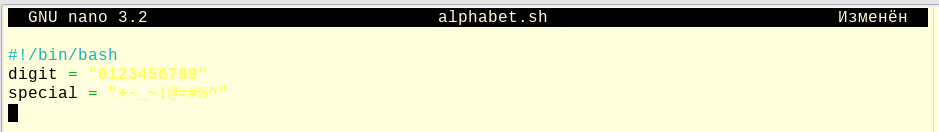 GNU nano 3.2 alphabet.sh Изменён
#!/bin/bash
digit = "0123456789"
special = "+-_~!@=#%^"